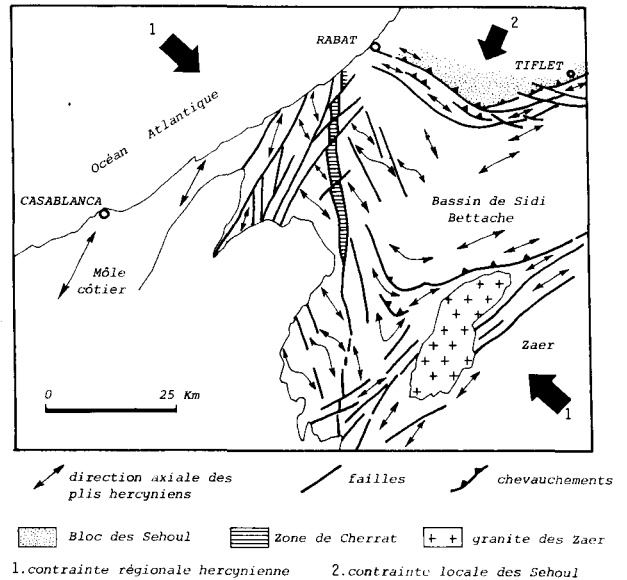 1
2
RABAT
TIFLET
Océan Atlantique
CASABLANCA
Bassin de Sidi
Bettache
Môle
côtier
Zaer
0 25 Km
1
direction axiale des
plis hercyniens
failles
chevauchements
Bloc des Sehoul
Zone de Cherrat
granite des Zaer
1.contrainte régionale hercynienne
2.contrainte locale des Sehoul